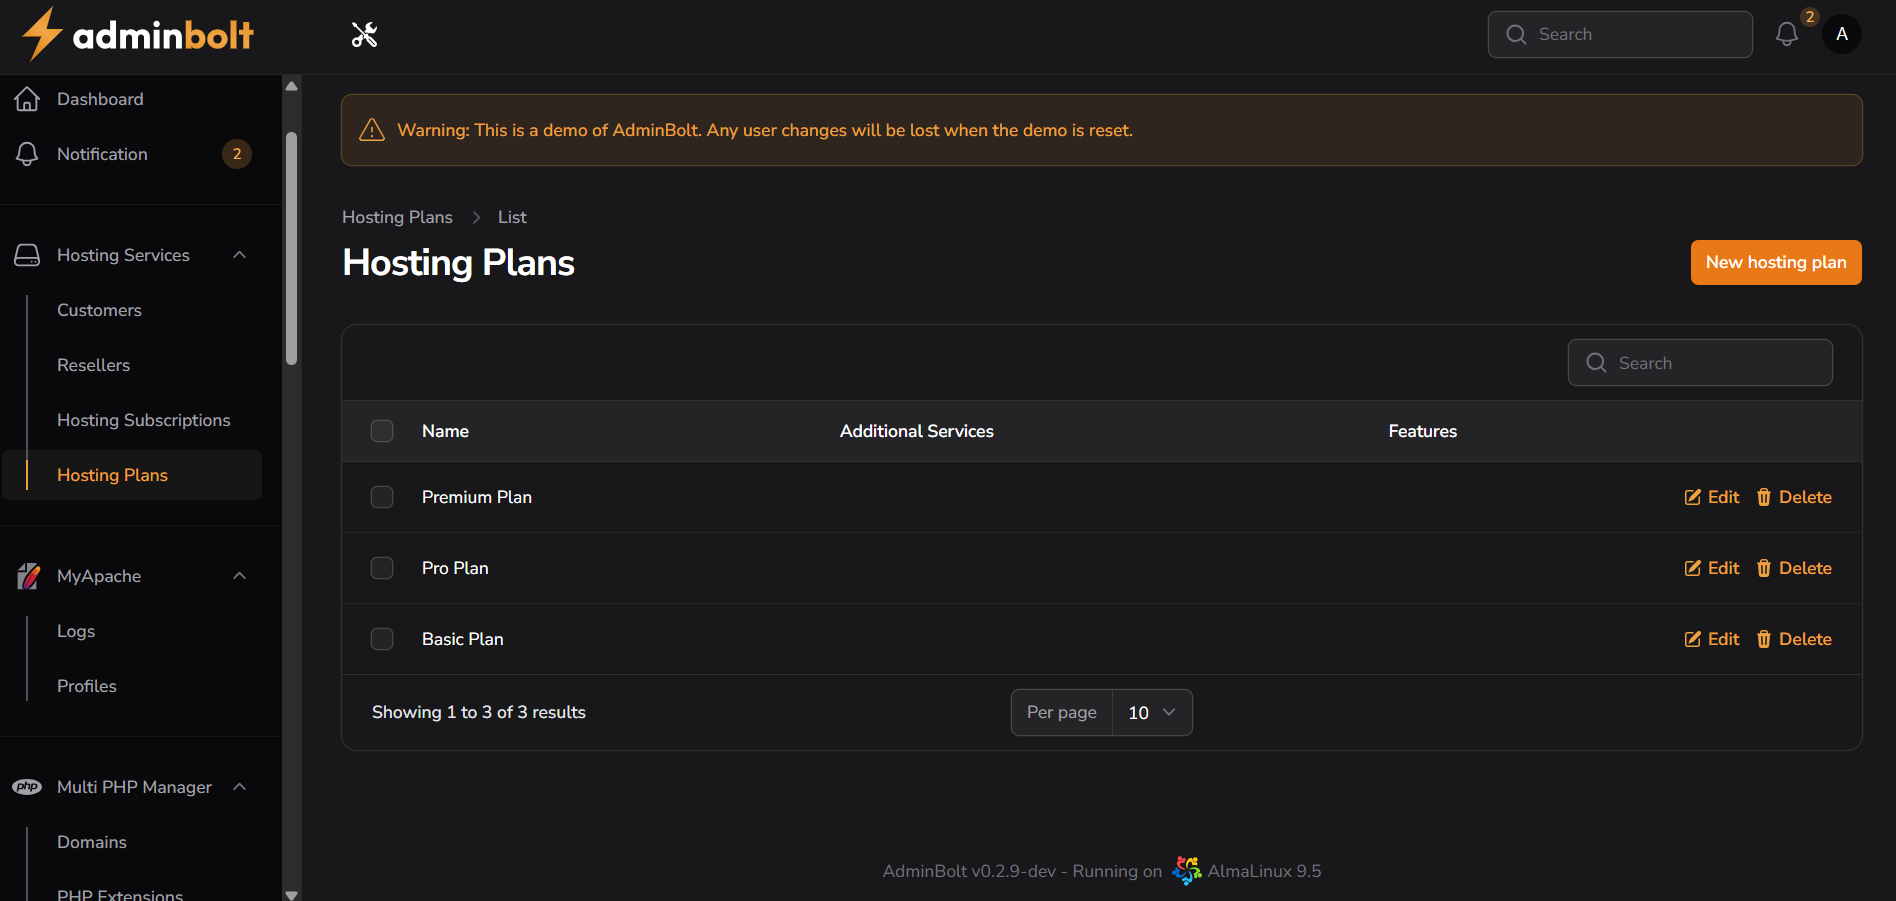 adminbolt
Search
2
A
Dashboard
Notification
2
Hosting Services
Customers
Resellers
Hosting Subscriptions
Hosting Plans
MyApache
Logs
Profiles
php
Multi PHP Manager
Domains
PHP Extensions
Warning: This is a demo of AdminBolt. Any user changes will be lost when the demo is reset.
Hosting Plans > List
Hosting Plans
New hosting plan
Search
Name Additional Services Features
Premium Plan Edit Delete
Pro Plan Edit Delete
Basic Plan Edit Delete
Showing 1 to 3 of 3 results Per page 10
AdminBolt v0.2.9-dev - Running on AlmaLinux 9.5